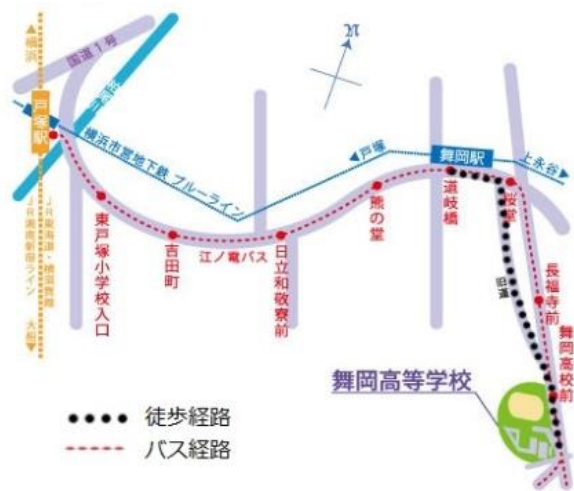 ▲横浜
国道1号
戸塚駅
横浜市営地下鉄 ブルーライン
◀戸塚
舞岡駅
上永谷▶
JR東海道・横須賀線
JR湘南新宿ライン
大船▼
東戸塚小学校入口
吉田町
江ノ電バス
日立和敬寮前
熊の堂
道岐橋
桜堂
旧道
長福寺前
舞岡高校前
舞岡高等学校
徒歩経路
バス経路